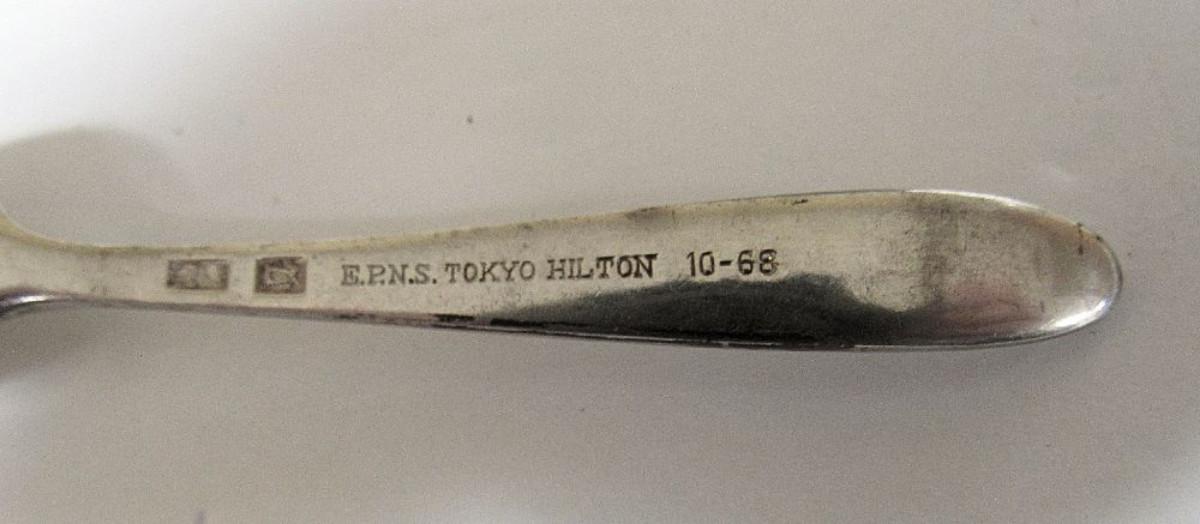 E.P.N.S. TOKYO HILTON 10-68